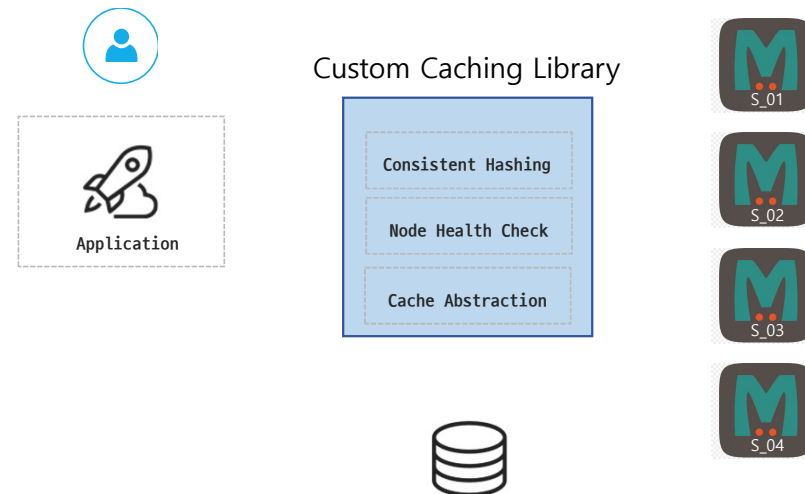 Custom Caching Library
Application
Consistent Hashing
Node Health Check
Cache Abstraction
S_01
S_02
S_03
S_04